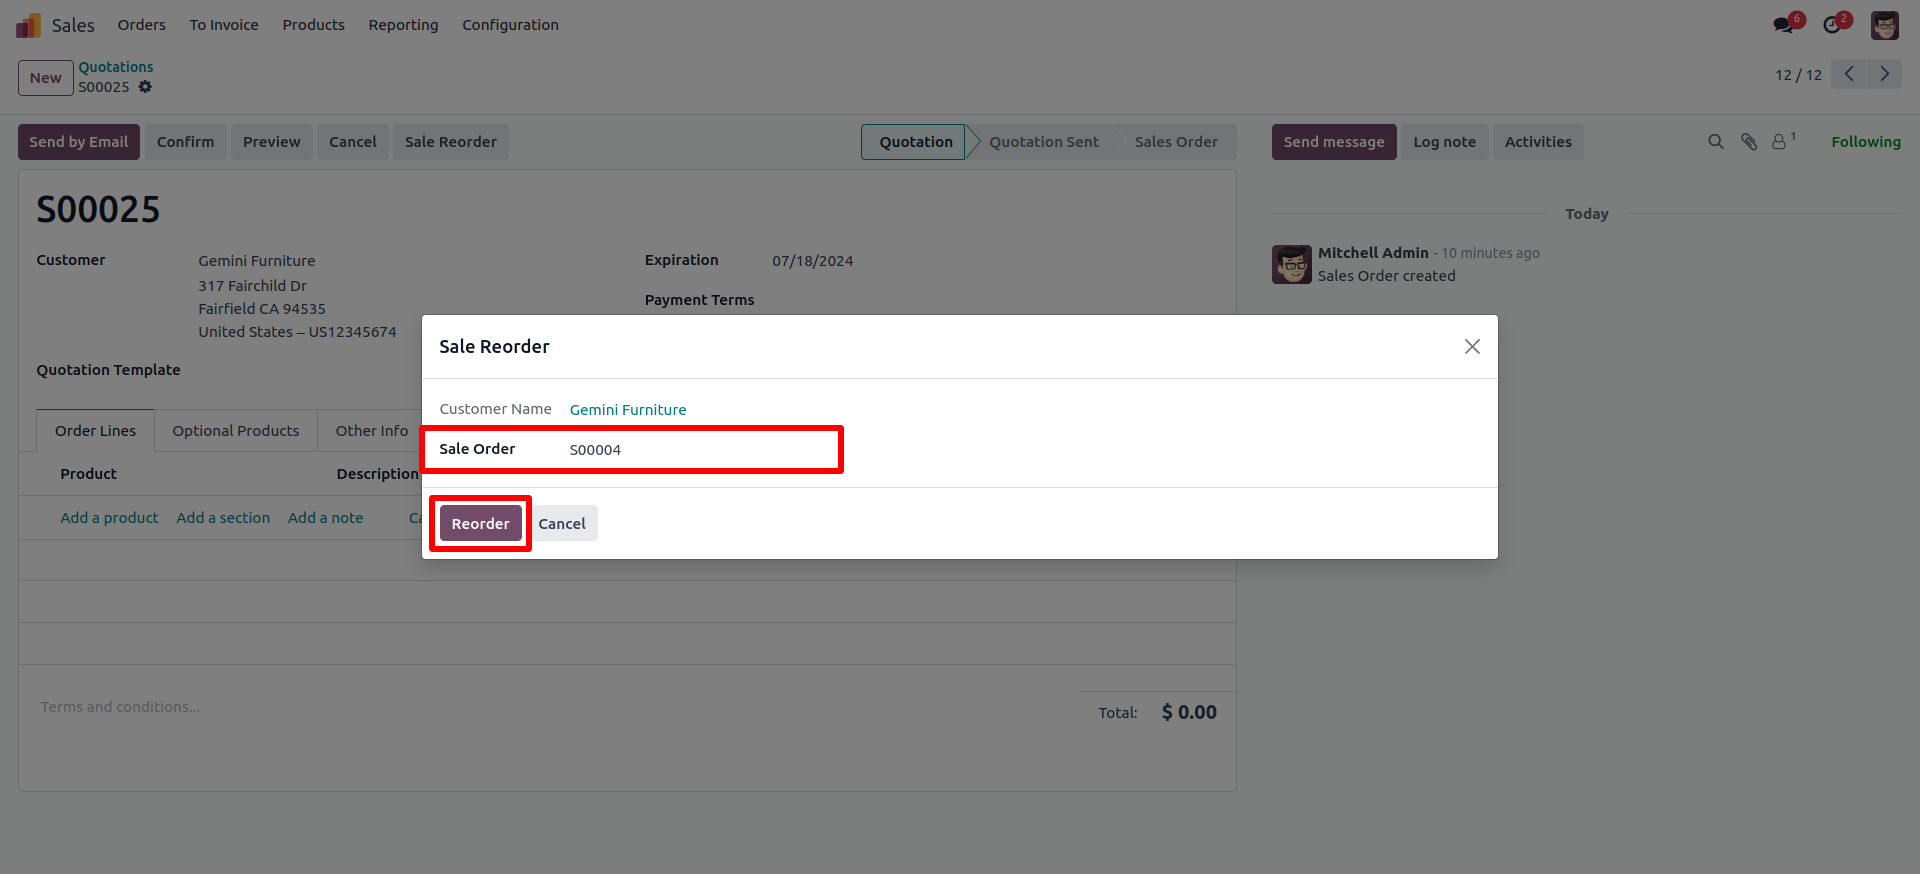 Sales Orders To Invoice Products Reporting Configuration 6 2
New Quotations
S00025
12 / 12
Send by Email Confirm Preview Cancel Sale Reorder Quotation Quotation Sent Sales Order Send message Log note Activities 1 Following
S00025
Today
Customer Gemini Furniture Expiration 07/18/2024
Mitchell Admin - 10 minutes ago
Sales Order created
317 Fairchild Dr
Fairfield CA 94535
Payment Terms
United States – US12345674
Quotation Template
Sale Reorder
Customer Name Gemini Furniture
Sale Order S00004
Reorder Cancel
Order Lines Optional Products Other Info
Product Description
Add a product Add a section Add a note
Terms and conditions...
Total: $ 0.00